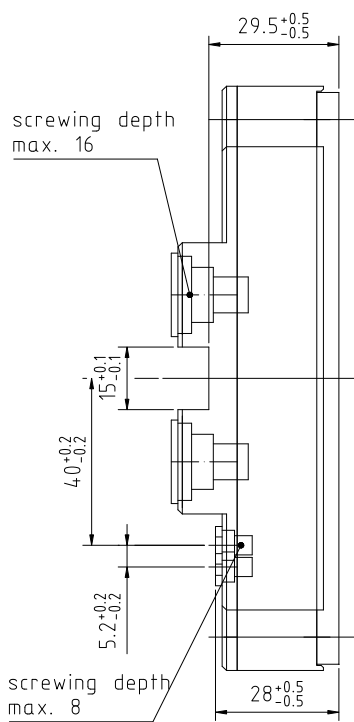 29.5+0.5 -0.5
screwing depth
max. 16
15+0.1 -0.1
40+0.2 -0.2
5.2+0.2 -0.2
screwing depth
max. 8
28+0.5 -0.5